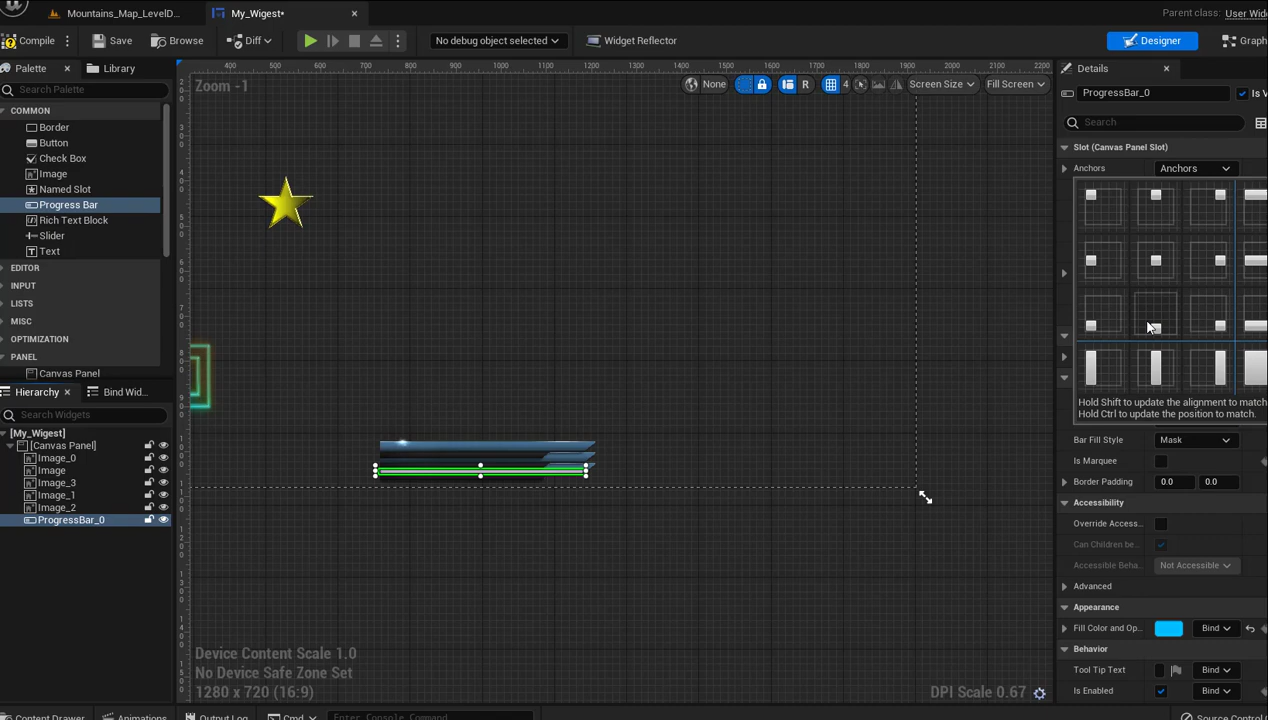 Mountains_Map_LevelD...
My_Wigest*
Parent class:
User Wid
Compile
Save
Browse
Diff
No debug object selected
Widget Reflector
Designer
Graph
Palette
Library
Search Palette
COMMON
Border
Button
Check Box
Image
Named Slot
Progress Bar
Rich Text Block
Slider
Text
EDITOR
INPUT
LISTS
MISC
OPTIMIZATION
PANEL
Canvas Panel
Hierarchy
Bind Wid...
Search Widgets
[My_Wigest]
[Canvas Panel]
Image_0
Image
Image_3
Image_1
Image_2
ProgressBar_0
400 500 600 700 800 900 1000 1100 1200 1300 1400 1500 1600 1700 1800 1900 2000 2100 2200
Zoom -1
None
R
4
Screen Size
Fill Screen
Device Content Scale 1.0
No Device Safe Zone Set
1280 x 720 (16:9)
DPI Scale 0.67
Details
ProgressBar_0
Is V
Search
Slot (Canvas Panel Slot)
Anchors
Anchors
Hold Shift to update the alignment to match
Hold Ctrl to update the position to match.
Bar Fill Style
Mask
Is Marquee
Border Padding
0.0
0.0
Accessibility
Override Access...
Can Children be
Accessible Beha...
Not Accessible
Advanced
Appearance
Fill Color and Op...
Bind
Behavior
Tool Tip Text
Bind
Is Enabled
Bind
Content Drawer
Animations
Output Log
Cmd
Enter Console Command
Source Control